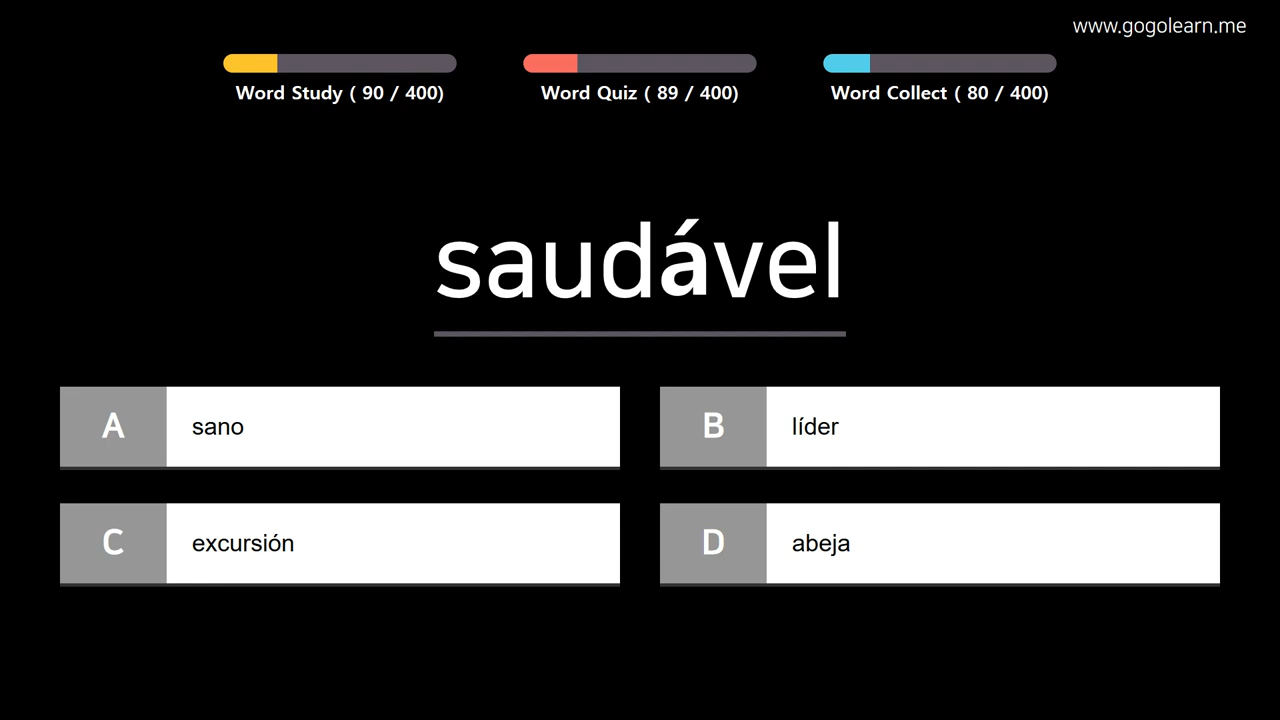 www.gogolearn.me
Word Study ( 90 / 400)
Word Quiz ( 89 / 400)
Word Collect ( 80 / 400)
saudável
A sano
B líder
C excursión
D abeja